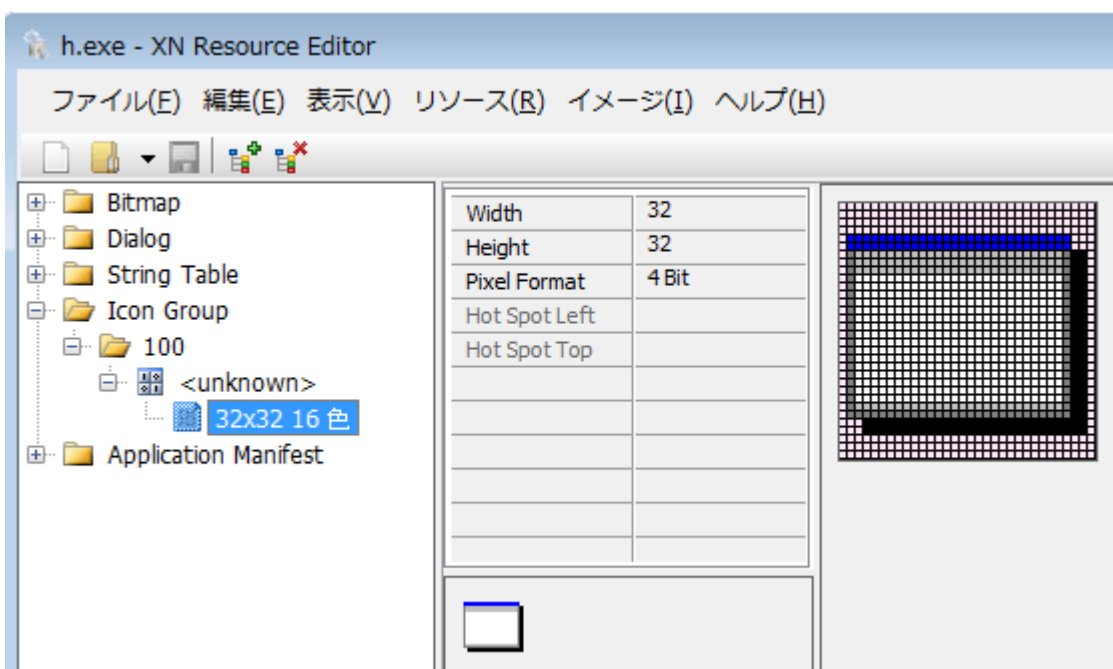 h.exe - XN Resource Editor
ファイル(F) 編集(E) 表示(V) リソース(R) イメージ(I) ヘルプ(H)
Bitmap
Dialog
String Table
Icon Group
100
<unknown>
32x32 16 色
Application Manifest
Width 32
Height 32
Pixel Format 4 Bit
Hot Spot Left
Hot Spot Top